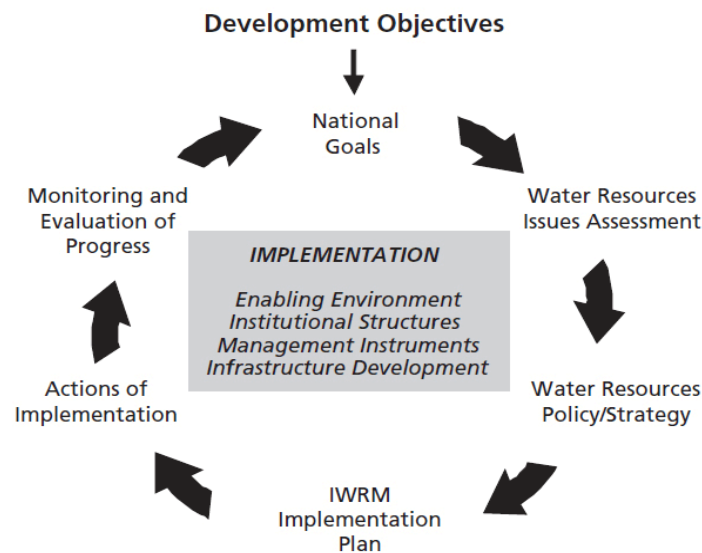 Development Objectives
National
Goals
Water Resources
Issues Assessment
Water Resources
Policy/Strategy
IWRM
Implementation
Plan
Actions of
Implementation
Monitoring and
Evaluation of
Progress
IMPLEMENTATION
Enabling Environment
Institutional Structures
Management Instruments
Infrastructure Development